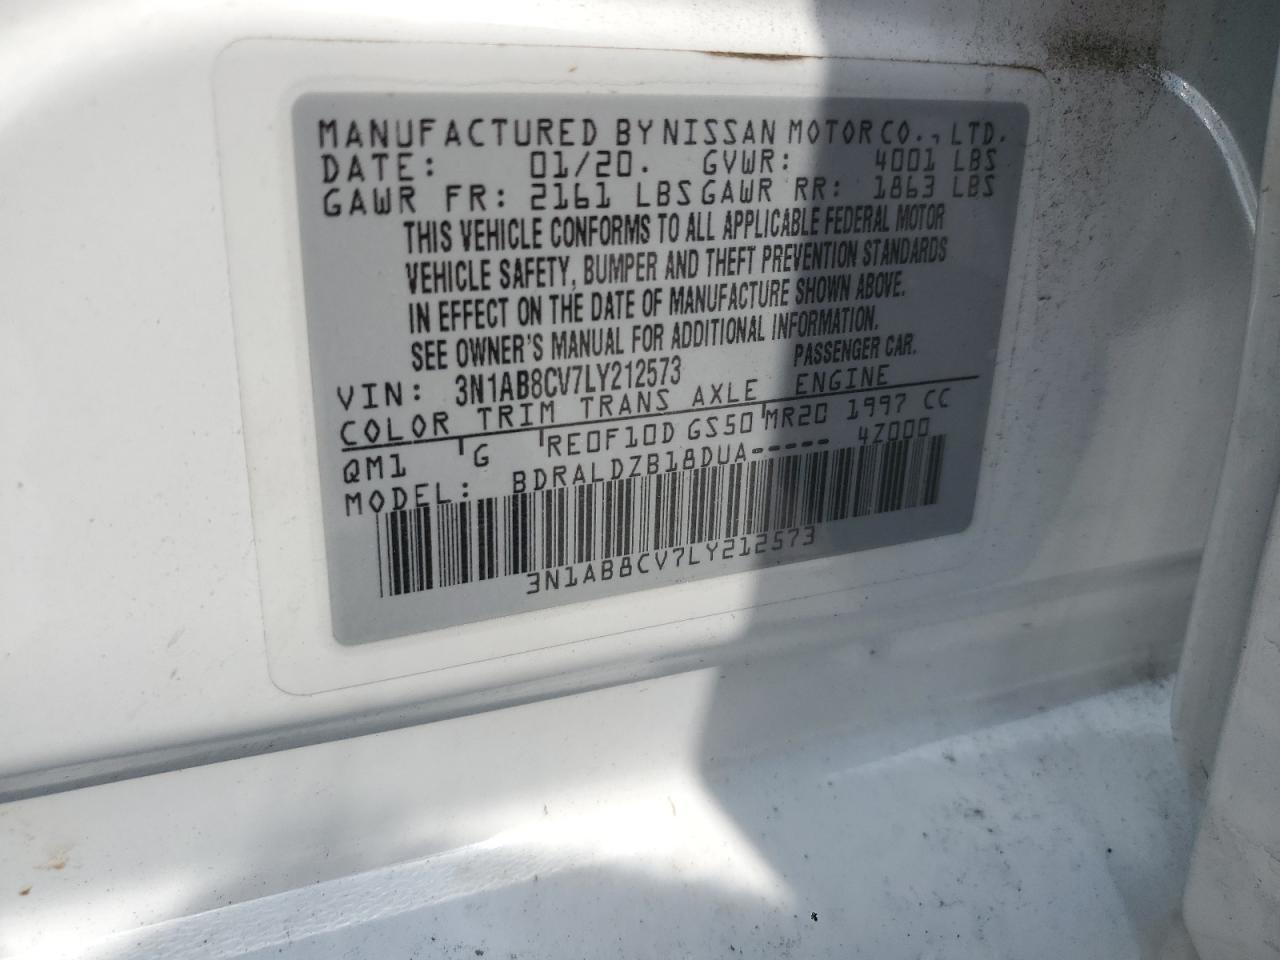 MANUFACTURED BY NISSAN MOTOR CO., LTD.
DATE: 01/20. GVWR: 4001 LBS
GAWR FR: 2161 LBS GAWR RR: 1863 LBS
THIS VEHICLE CONFORMS TO ALL APPLICABLE FEDERAL MOTOR
VEHICLE SAFETY, BUMPER AND THEFT PREVENTION STANDARDS
IN EFFECT ON THE DATE OF MANUFACTURE SHOWN ABOVE.
SEE OWNER'S MANUAL FOR ADDITIONAL INFORMATION.
VIN: 3N1AB8CV7LY212573 PASSENGER CAR.
COLOR TRIM TRANS AXLE ENGINE
QM1 G RE0F10D GS50 MR20 1997 CC
MODEL: BDRALDZB18DUA----- 4Z000
3N1AB8CV7LY212573